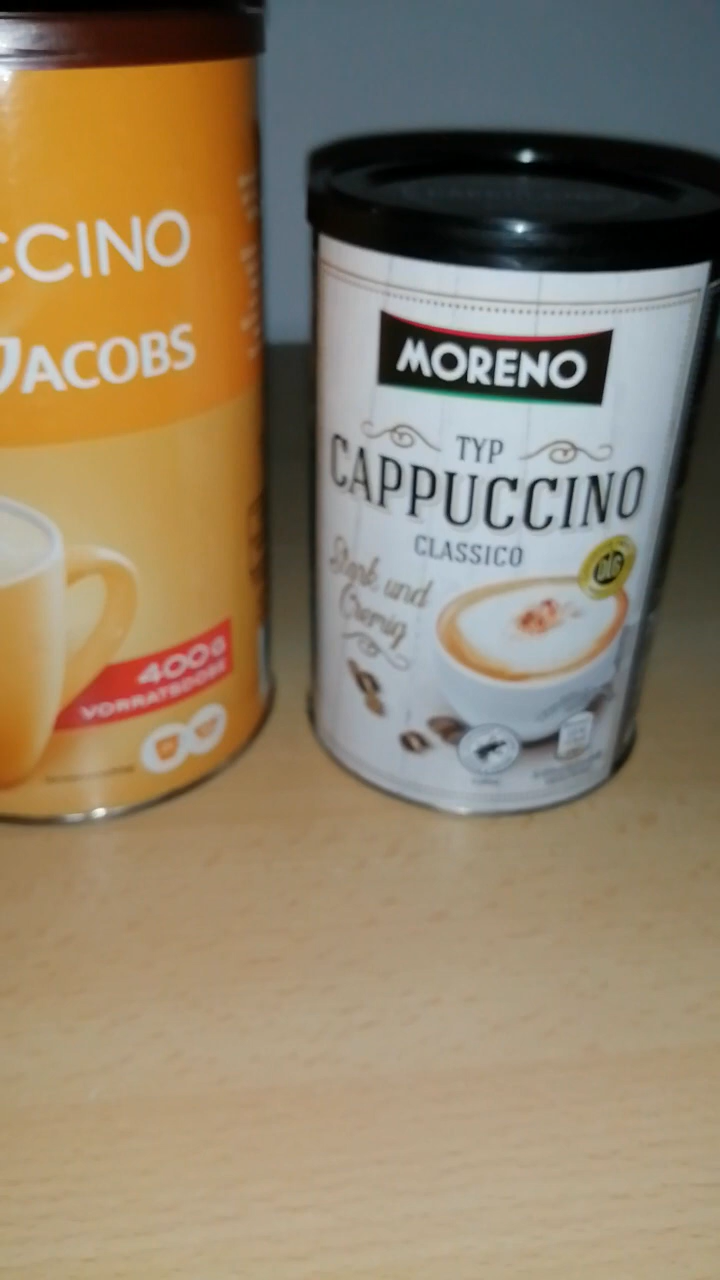 CCINO
JACOBS
400G
VORRATSDOSE
MORENO
TYP
CAPPUCCINO
CLASSICO
Stark und
Cremig